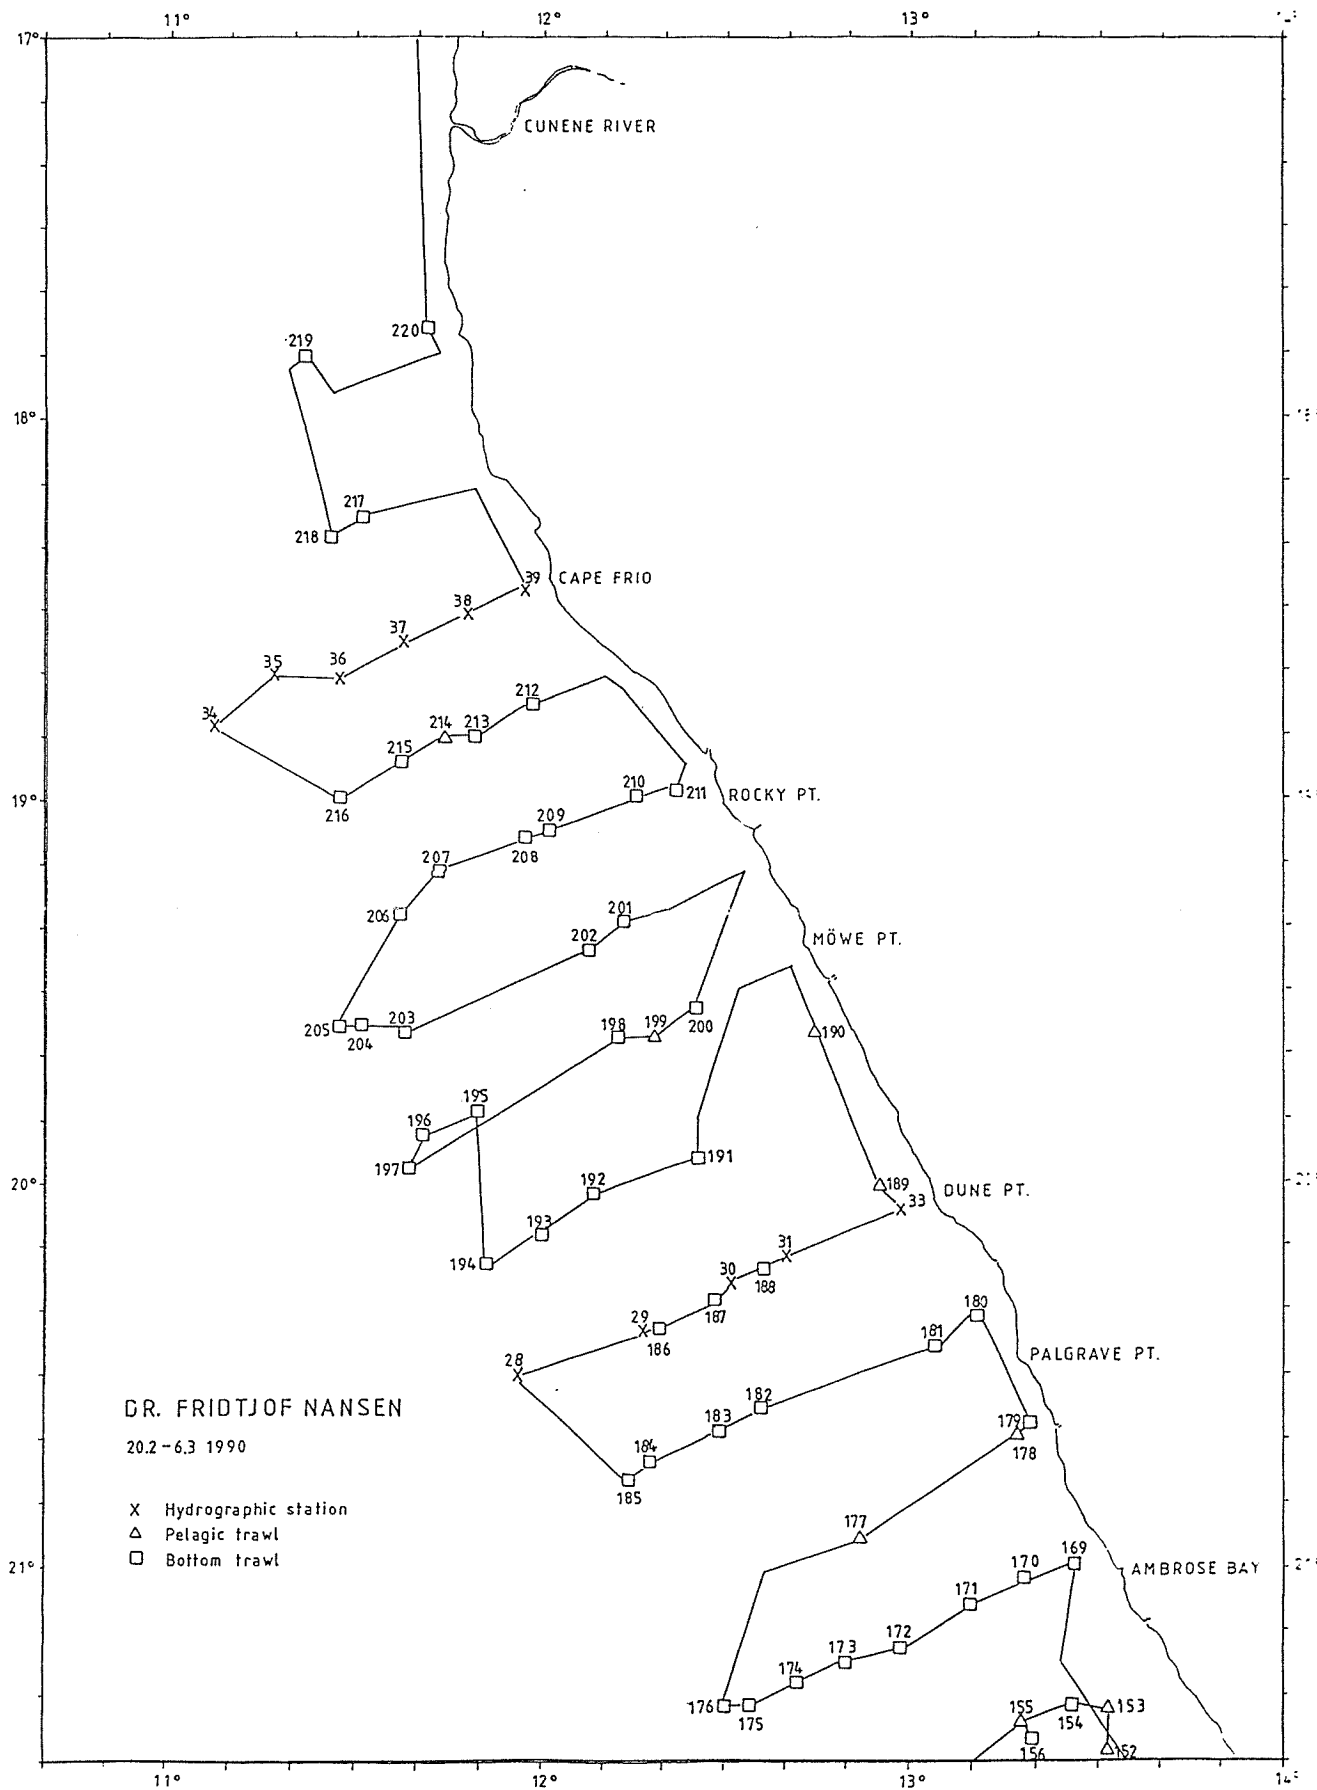 11° 12° 13°
17°
CUNENE RIVER
220
219
18°
217
218
39 CAPE FRIO
38
37
35 36
34
212
214 213
215
210 211 ROCKY PT.
19°
216
209
208
207
206 201
202 MÖWE PT.
205 204 203
198 199 200
190
195
196
197 191
20°
192 189 DUNE PT.
33
193
194 31
30 188
187
29 186
180
181
28 PALGRAVE PT.
DR. FRIDTJOF NANSEN
182
183 179
20.2-6.3 1990
184 178
185
X Hydrographic station
△ Pelagic trawl
□ Bottom trawl
177
169
21°
170 AMBROSE BAY
171
172
173
174
176 175
155 154 153
156 152
11° 12° 13°